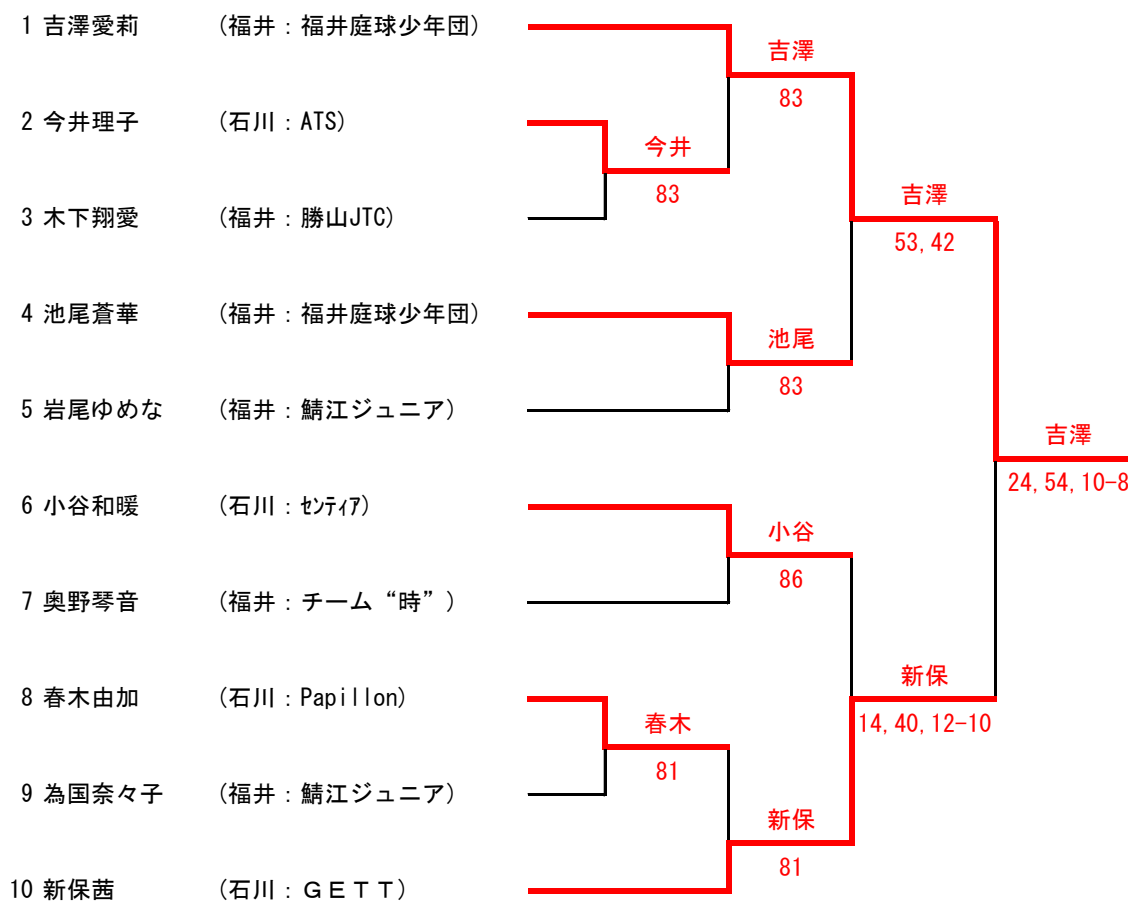 1 吉澤愛莉 (福井：福井庭球少年団)
吉澤
83
2 今井理子 (石川：ATS)
今井
83
3 木下翔愛 (福井：勝山JTC)
吉澤
53,42
4 池尾蒼華 (福井：福井庭球少年団)
池尾
83
5 岩尾ゆめな (福井：鯖江ジュニア)
吉澤
24,54,10-8
6 小谷和暖 (石川：ｾﾝﾃｨｱ)
小谷
86
7 奥野琴音 (福井：チーム“時”)
新保
14,40,12-10
8 春木由加 (石川：Papillon)
春木
81
9 為国奈々子 (福井：鯖江ジュニア)
新保
81
10 新保茜 (石川：ＧＥＴＴ)